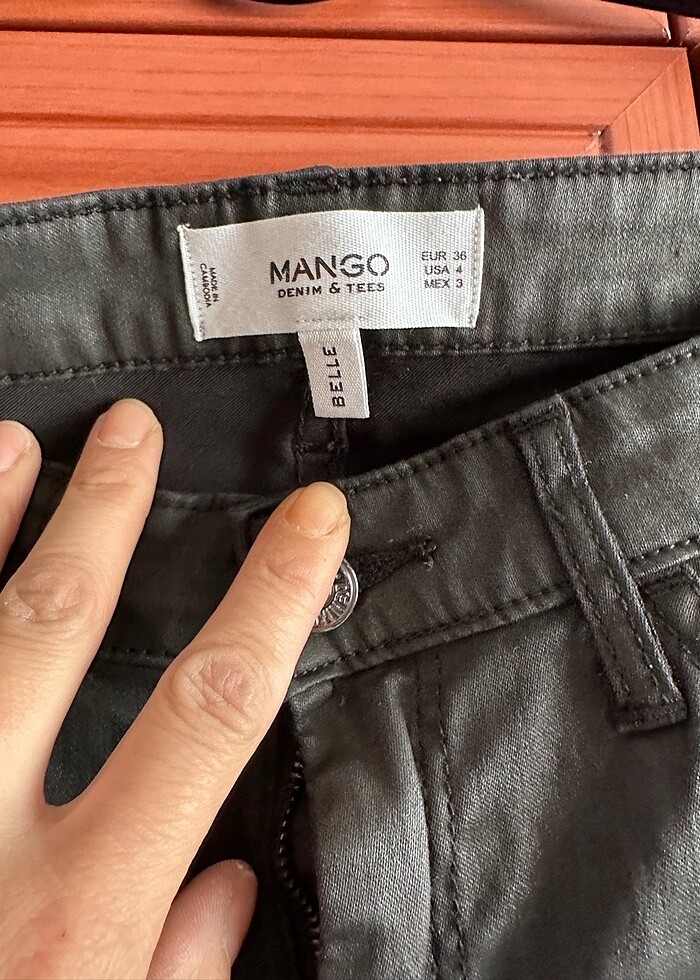 MADE IN
CAMBODIA
MANGO
DENIM & TEES
EUR 36
USA 4
MEX 3
BELLE